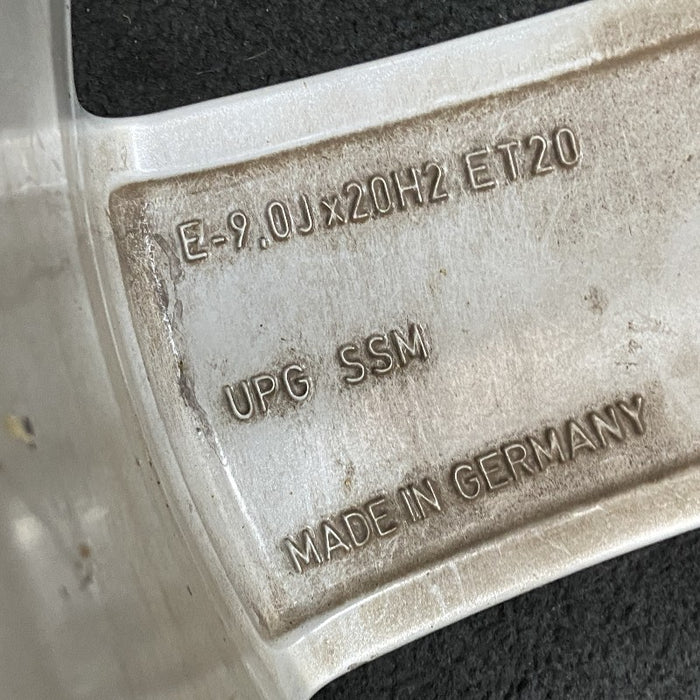 E-9.0Jx20H2 ET20
UPG SSM
MADE IN GERMANY